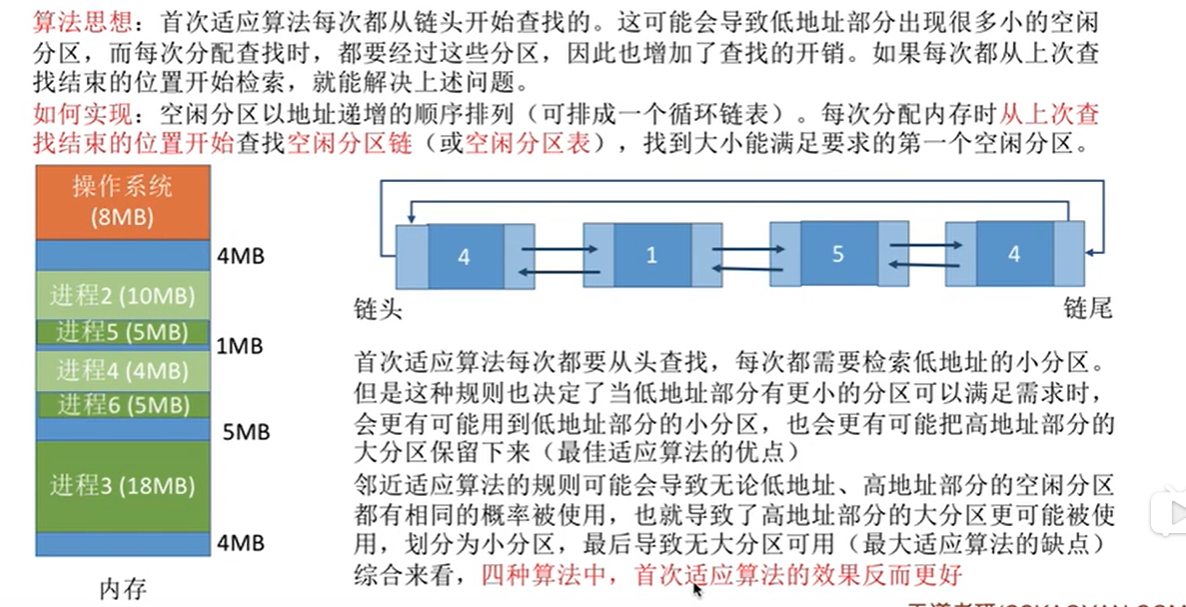 算法思想：首次适应算法每次都从链头开始查找的。这可能会导致低地址部分出现很多小的空闲
分区，而每次分配查找时，都要经过这些分区，因此也增加了查找的开销。如果每次都从上次查
找结束的位置开始检索，就能解决上述问题。
如何实现：空闲分区以地址递增的顺序排列（可排成一个循环链表）。每次分配内存时从上次查
找结束的位置开始查找空闲分区链（或空闲分区表），找到大小能满足要求的第一个空闲分区。
操作系统
(8MB)
4MB
进程2 (10MB)
进程5 (5MB)
1MB
进程4 (4MB)
进程6 (5MB)
5MB
进程3 (18MB)
4MB
内存
4
1
5
4
链头
链尾
首次适应算法每次都要从头查找，每次都需要检索低地址的小分区。
但是这种规则也决定了当低地址部分有更小的分区可以满足需求时，
会更有可能用到低地址部分的小分区，也会更有可能把高地址部分的
大分区保留下来（最佳适应算法的优点）
邻近适应算法的规则可能会导致无论低地址、高地址部分的空闲分区
都有相同的概率被使用，也就导致了高地址部分的大分区更可能被使
用，划分为小分区，最后导致无大分区可用（最大适应算法的缺点）
综合来看，四种算法中，首次适应算法的效果反而更好